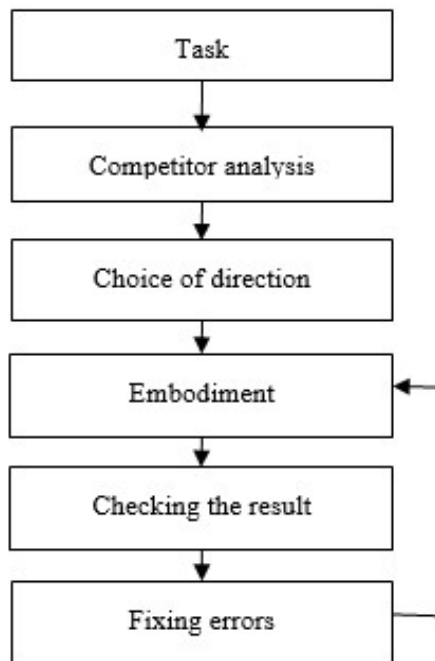 Task
Competitor analysis
Choice of direction
Embodiment
Checking the result
Fixing errors